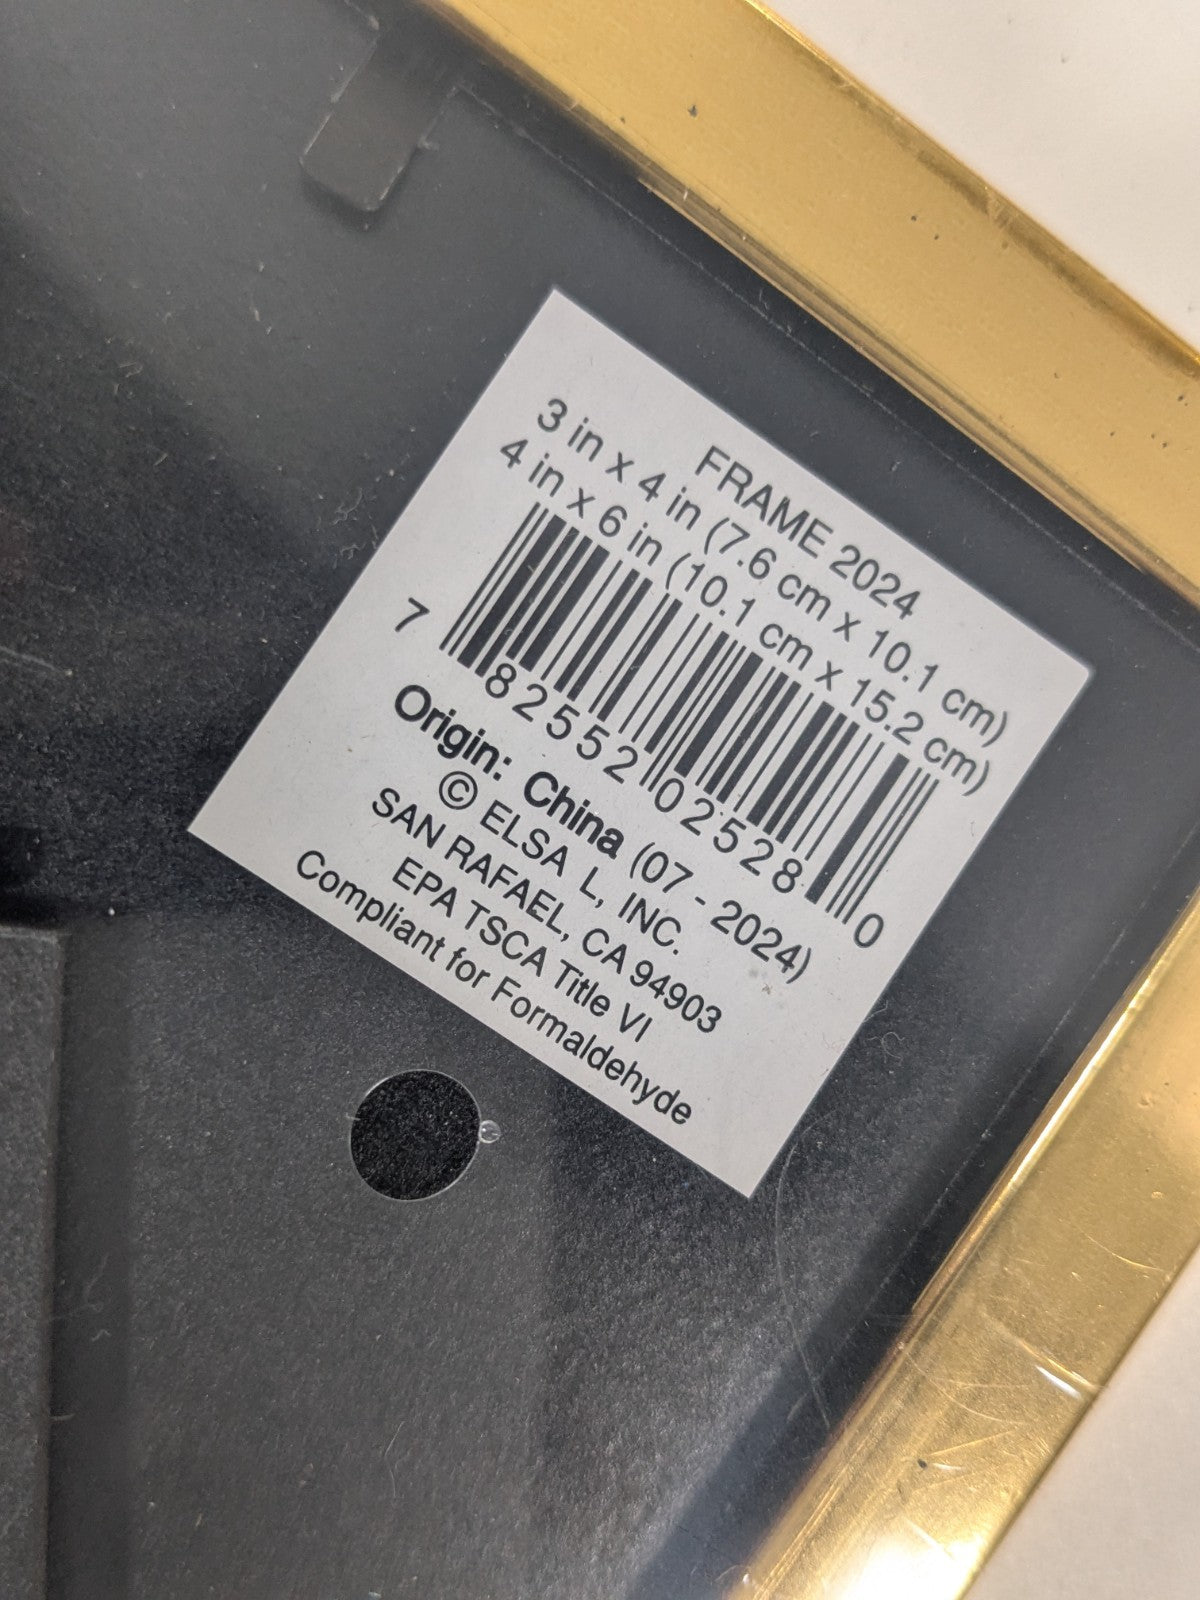 FRAME 2024
3 in x 4 in (7.6 cm x 10.1 cm)
4 in x 6 in (10.1 cm x 15.2 cm)
7 82552 02528 0
Origin: China (07 - 2024)
© ELSA L, INC.
SAN RAFAEL, CA 94903
EPA TSCA Title VI
Compliant for Formaldehyde